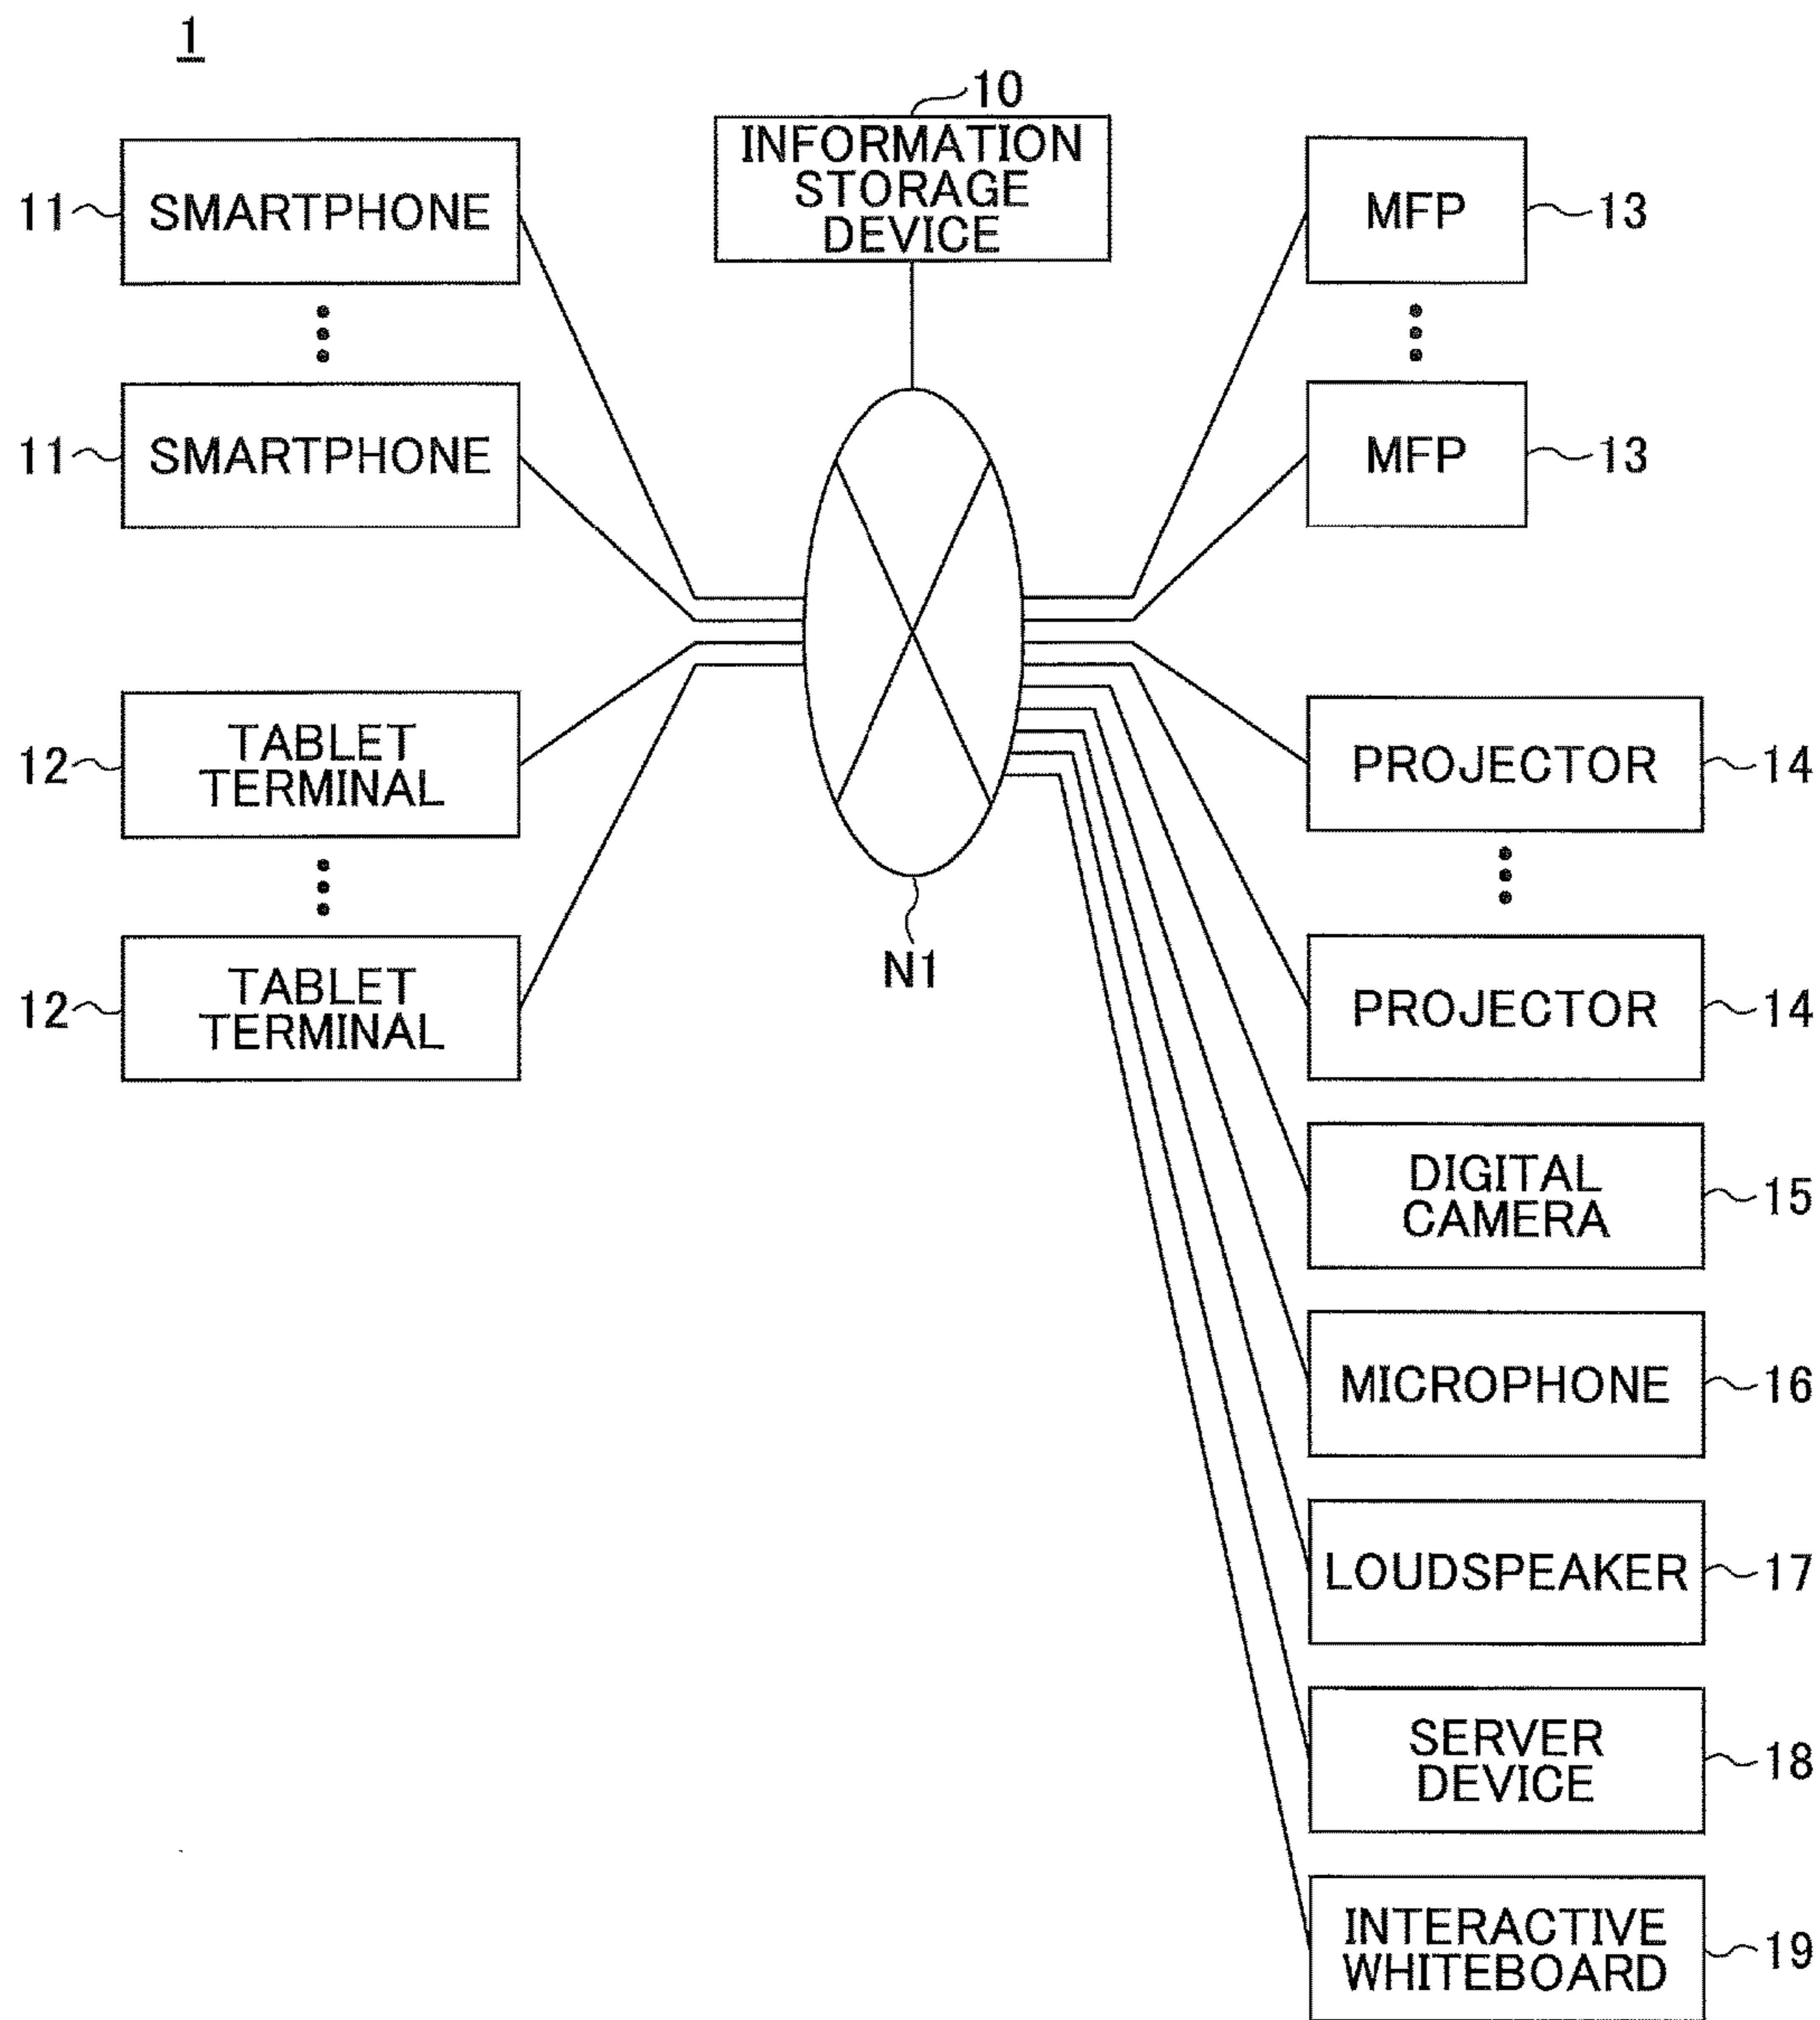 1
10
INFORMATION
STORAGE
DEVICE
11
SMARTPHONE
11
SMARTPHONE
12
TABLET
TERMINAL
12
TABLET
TERMINAL
N1
MFP
13
MFP
13
PROJECTOR
14
PROJECTOR
14
DIGITAL
CAMERA
15
MICROPHONE
16
LOUDSPEAKER
17
SERVER
DEVICE
18
INTERACTIVE
WHITEBOARD
19